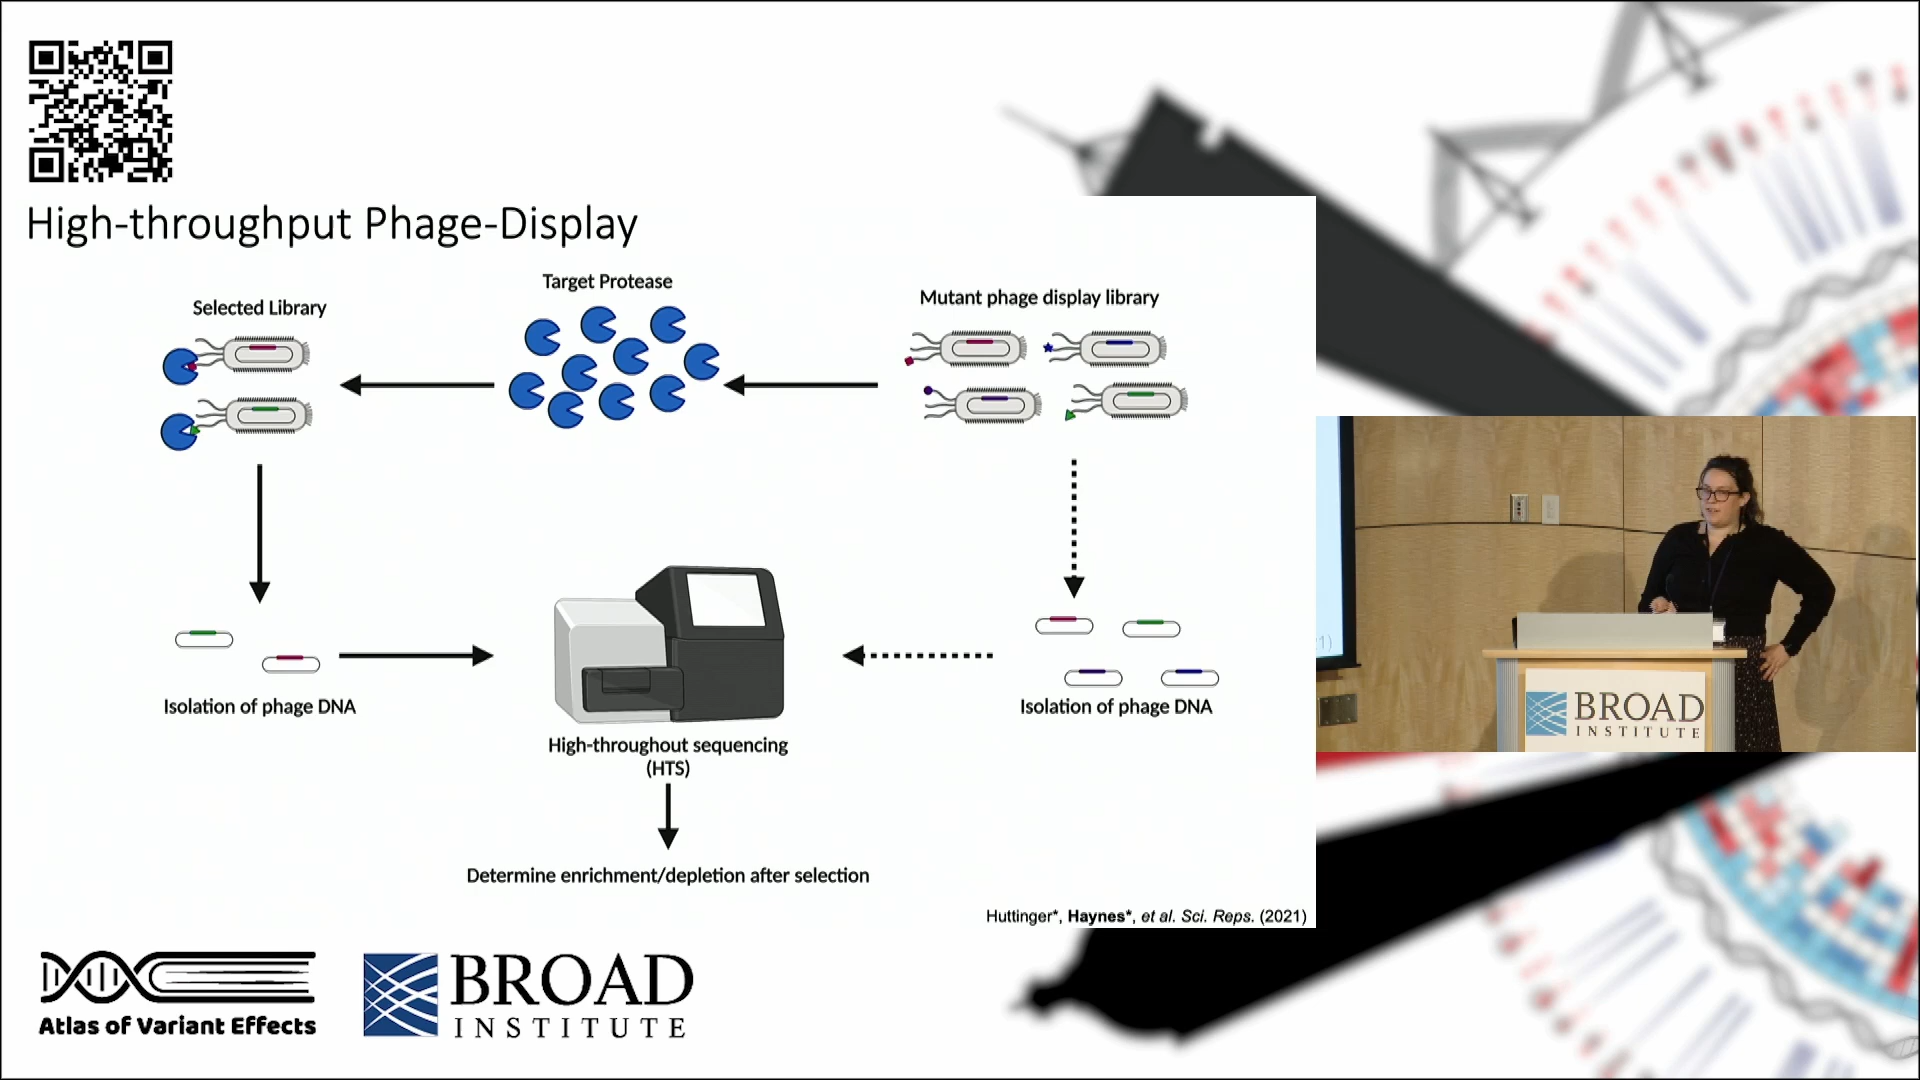 High-throughput Phage-Display
Selected Library
Target Protease
Mutant phage display library
Isolation of phage DNA
High-throughout sequencing
(HTS)
Isolation of phage DNA
Determine enrichment/depletion after selection
Huttinger*, Haynes*, et al. Sci. Reps. (2021)
BROAD
INSTITUTE
Atlas of Variant Effects
BROAD
INSTITUTE